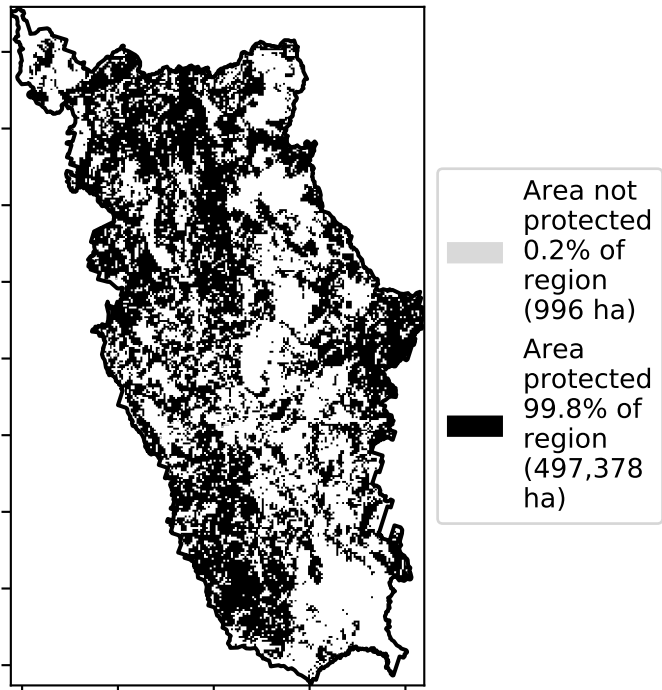 Area not
protected
0.2% of
region
(996 ha)
Area
protected
99.8% of
region
(497,378
ha)